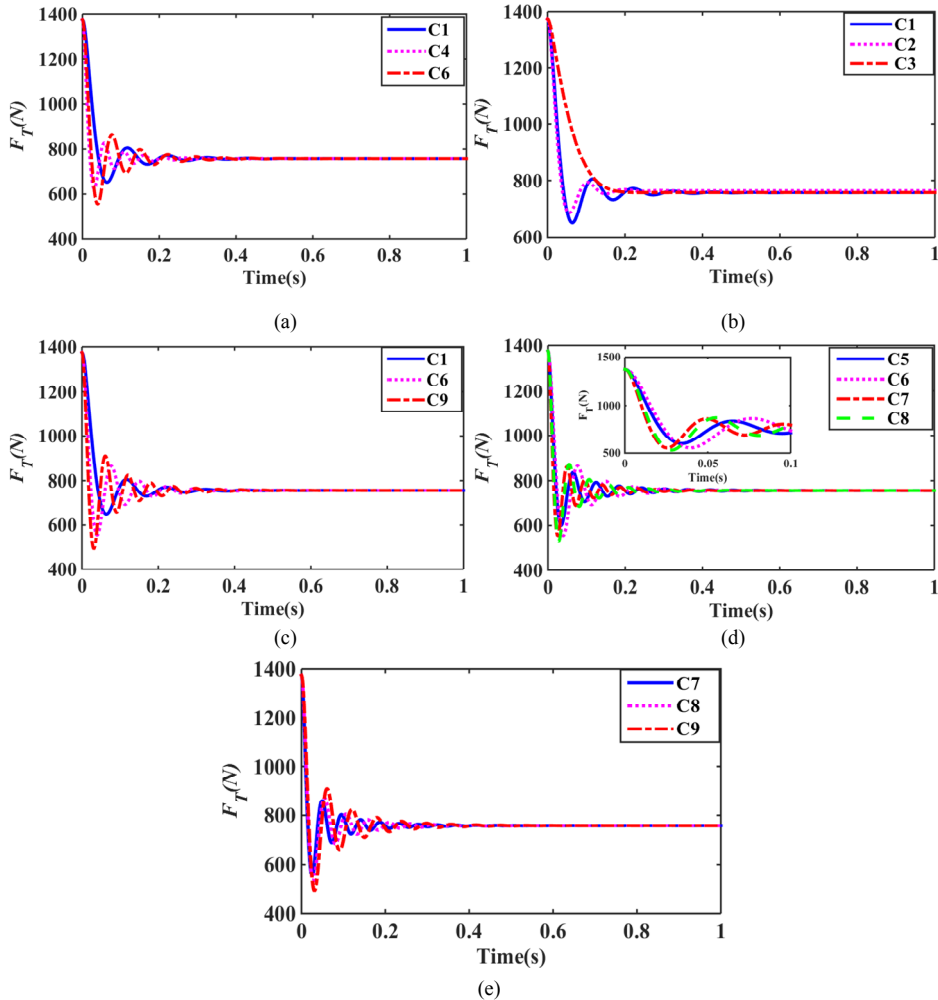 1400
1200
1000
800
600
400
F_T(N)
0
0.2
0.4
0.6
0.8
1
Time(s)
C1
C4
C6
(a)
1400
1200
1000
800
600
F_T(N)
0
0.2
0.4
0.6
0.8
1
Time(s)
C1
C2
C3
(b)
1400
1200
1000
800
600
400
F_T(N)
0
0.2
0.4
0.6
0.8
1
Time(s)
C1
C6
C9
(c)
1400
1200
1000
800
600
400
F_T(N)
0
0.2
0.4
0.6
0.8
1
Time(s)
1500
1000
500
F_T(N)
0
0.05
0.1
Time(s)
C5
C6
C7
C8
(d)
1400
1200
1000
800
600
400
F_T(N)
0
0.2
0.4
0.6
0.8
1
Time(s)
C7
C8
C9
(e)